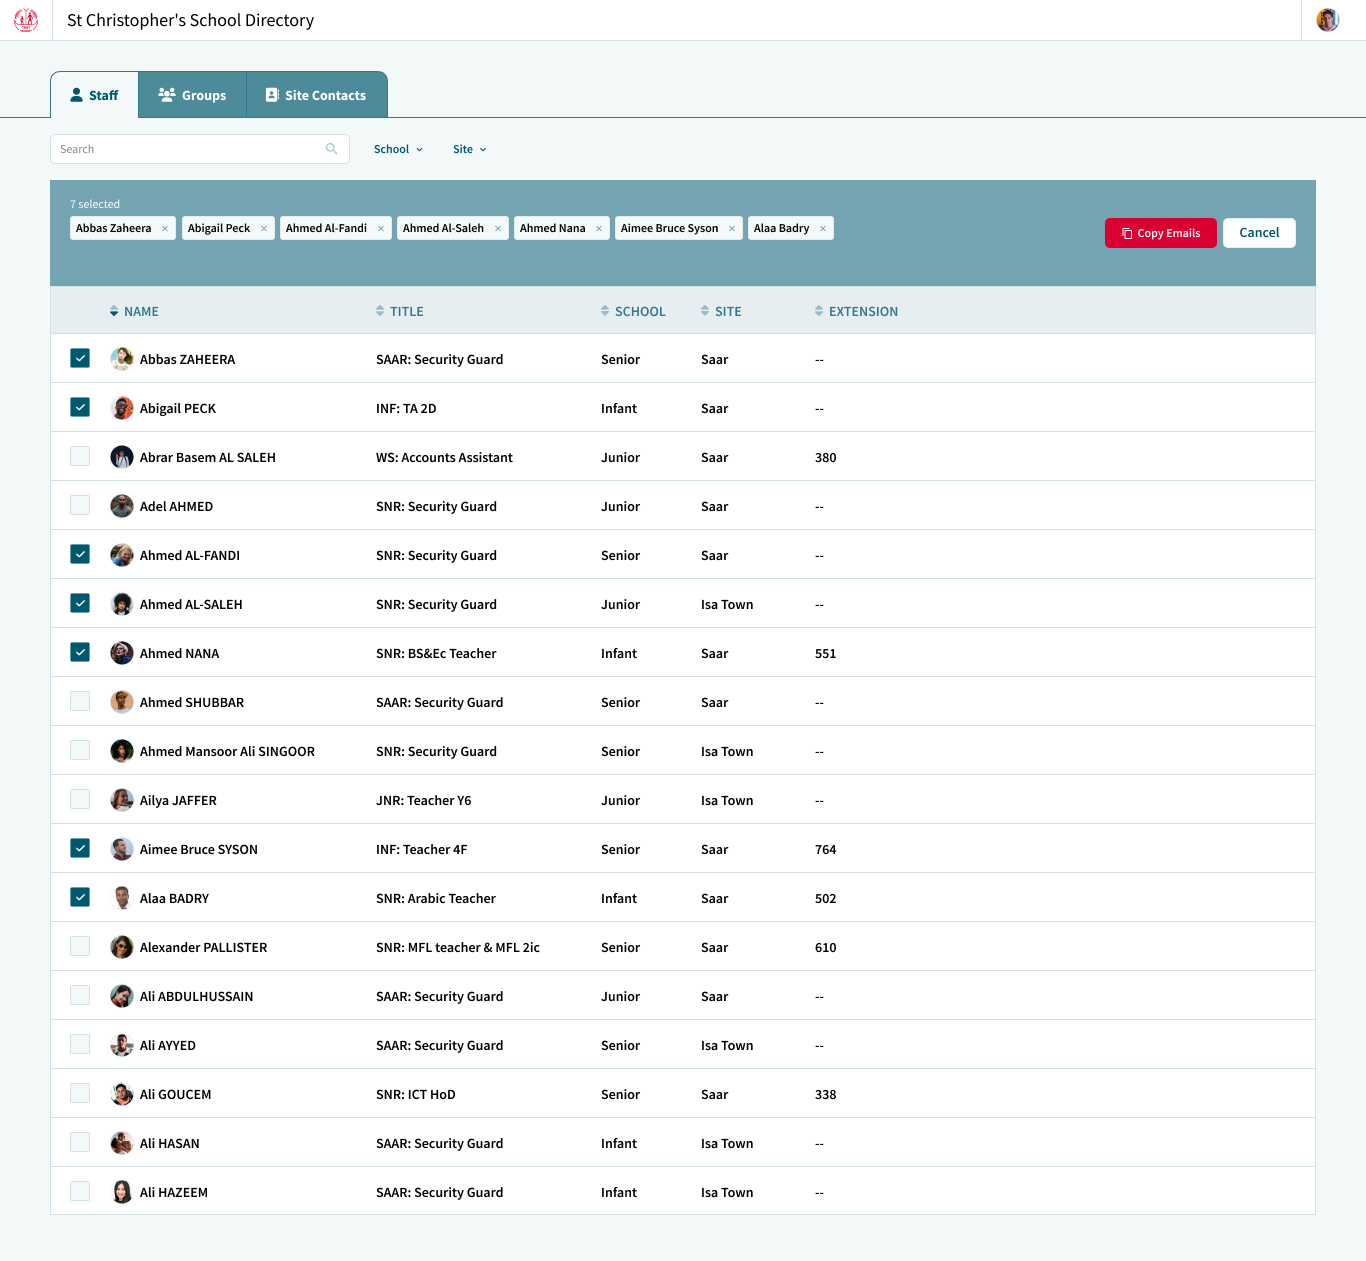 St Christopher's School Directory
Staff Groups Site Contacts
Search School Site
7 selected
Abbas Zaheera × Abigail Peck × Ahmed Al-Fandi × Ahmed Al-Saleh × Ahmed Nana × Aimee Bruce Syson × Alaa Badry ×
Copy Emails Cancel
NAME TITLE SCHOOL SITE EXTENSION
Abbas ZAHEERA SAAR: Security Guard Senior Saar --
Abigail PECK INF: TA 2D Infant Saar --
Abrar Basem AL SALEH WS: Accounts Assistant Junior Saar 380
Adel AHMED SNR: Security Guard Junior Saar --
Ahmed AL-FANDI SNR: Security Guard Senior Saar --
Ahmed AL-SALEH SNR: Security Guard Junior Isa Town --
Ahmed NANA SNR: BS&Ec Teacher Infant Saar 551
Ahmed SHUBBAR SAAR: Security Guard Senior Saar --
Ahmed Mansoor Ali SINGOOR SNR: Security Guard Senior Isa Town --
Ailya JAFFER JNR: Teacher Y6 Junior Isa Town --
Aimee Bruce SYSON INF: Teacher 4F Senior Saar 764
Alaa BADRY SNR: Arabic Teacher Infant Saar 502
Alexander PALLISTER SNR: MFL teacher & MFL 2ic Senior Saar 610
Ali ABDULHUSSAIN SAAR: Security Guard Junior Saar --
Ali AYYED SAAR: Security Guard Senior Isa Town --
Ali GOUCEM SNR: ICT HoD Senior Saar 338
Ali HASAN SAAR: Security Guard Infant Isa Town --
Ali HAZEEM SAAR: Security Guard Infant Isa Town --